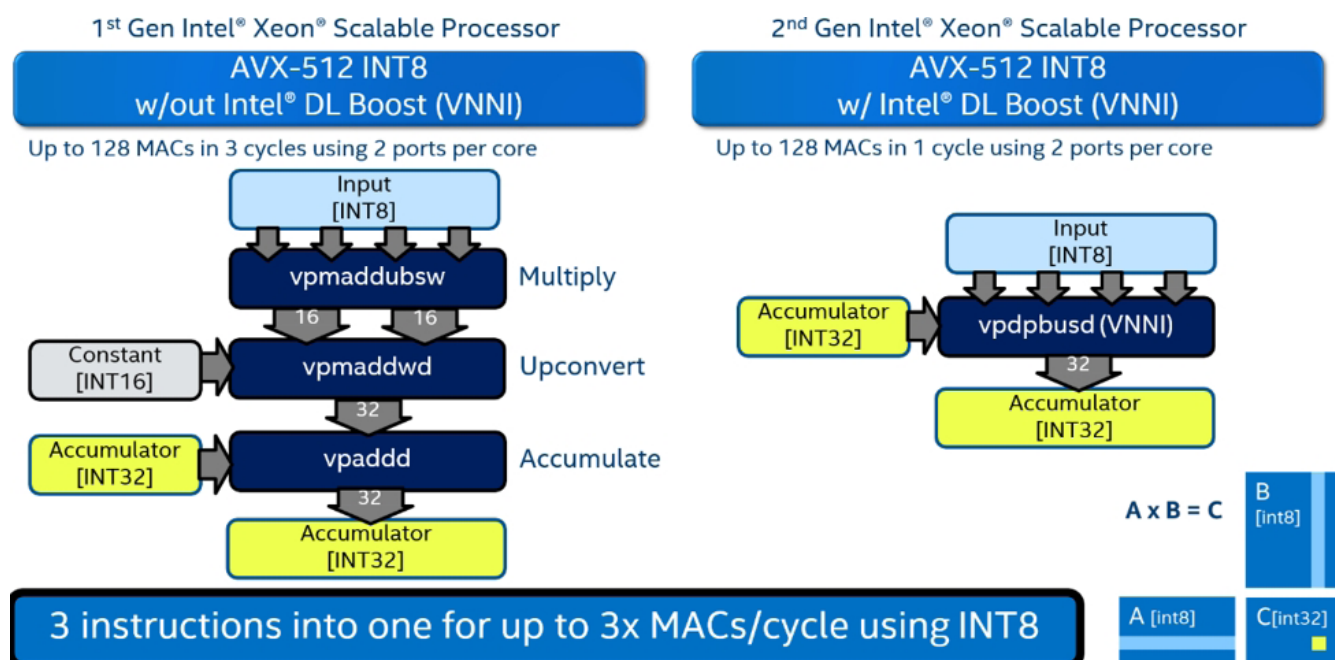 1st Gen Intel® Xeon® Scalable Processor
AVX-512 INT8
w/out Intel® DL Boost (VNNI)
Up to 128 MACs in 3 cycles using 2 ports per core
Input
[INT8]
vpmaddubsw
Multiply
16
16
Constant
[INT16]
vpmaddwd
Upconvert
32
Accumulator
[INT32]
vpaddd
Accumulate
32
Accumulator
[INT32]
2nd Gen Intel® Xeon® Scalable Processor
AVX-512 INT8
w/ Intel® DL Boost (VNNI)
Up to 128 MACs in 1 cycle using 2 ports per core
Input
[INT8]
Accumulator
[INT32]
vpdpbusd (VNNI)
32
Accumulator
[INT32]
A x B = C
B
[int8]
A [int8]
C[int32]
3 instructions into one for up to 3x MACs/cycle using INT8